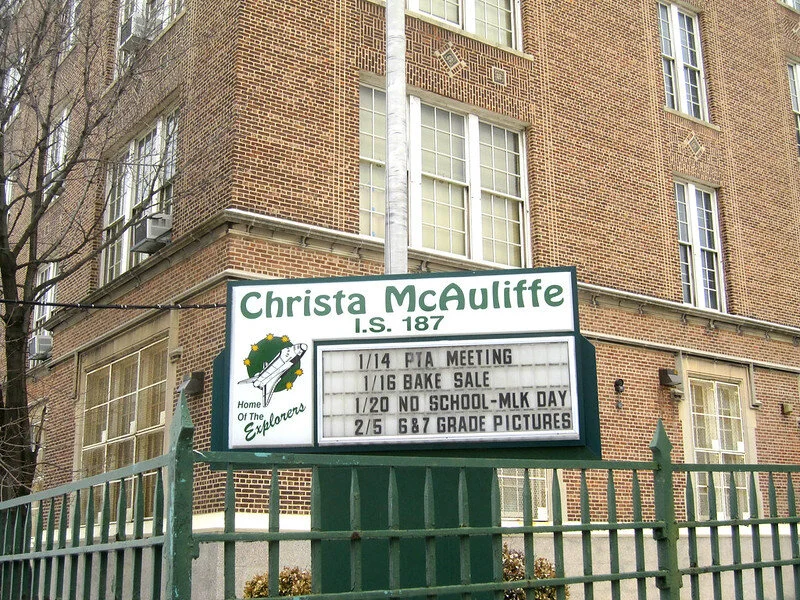 Christa McAuliffe
I.S. 187
Home
Of The
Explorers
1/14 PTA MEETING
1/16 BAKE SALE
1/20 NO SCHOOL-MLK DAY
2/5 6&7 GRADE PICTURES